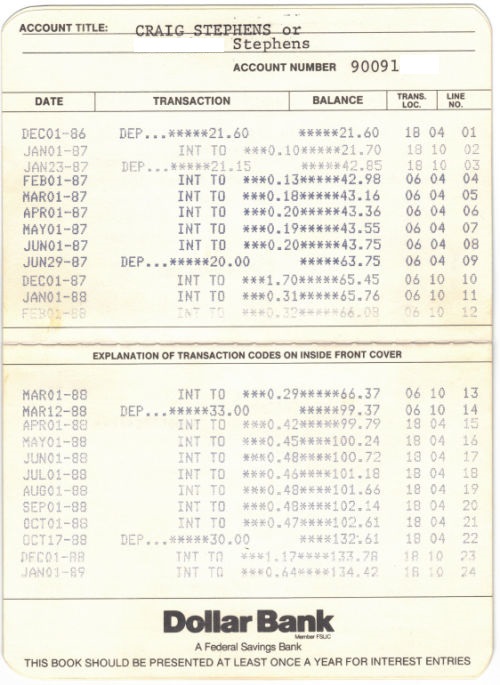 ACCOUNT TITLE: CRAIG STEPHENS or
Stephens
ACCOUNT NUMBER 90091
DATE TRANSACTION BALANCE TRANS. LOC. LINE NO.
DEC01-86 DEP...*****21.60 *****21.60 18 04 01
JAN01-87 INT TO ***0.10*****21.70 18 10 02
JAN23-87 DEP...*****21.15 *****42.85 18 10 03
FEB01-87 INT TO ***0.13*****42.98 06 04 04
MAR01-87 INT TO ***0.18*****43.16 06 04 05
APR01-87 INT TO ***0.20*****43.36 06 04 06
MAY01-87 INT TO ***0.19*****43.55 06 04 07
JUN01-87 INT TO ***0.20*****43.75 06 04 08
JUN29-87 DEP...*****20.00 *****63.75 06 04 09
DEC01-87 INT TO ***1.70*****65.45 06 10 10
JAN01-88 INT TO ***0.31*****65.76 06 10 11
FEB01-88 INT TO ***0.32*****66.08 06 10 12
EXPLANATION OF TRANSACTION CODES ON INSIDE FRONT COVER
MAR01-88 INT TO ***0.29*****66.37 06 10 13
MAR12-88 DEP...*****33.00 *****99.37 06 10 14
APR01-88 INT TO ***0.42*****99.79 18 04 15
MAY01-88 INT TO ***0.45****100.24 18 04 16
JUN01-88 INT TO ***0.48****100.72 18 04 17
JUL01-88 INT TO ***0.46****101.18 18 04 18
AUG01-88 INT TO ***0.48****101.66 18 04 19
SEP01-88 INT TO ***0.48****102.14 18 04 20
OCT01-88 INT TO ***0.47****102.61 18 04 21
OCT17-88 DEP...*****30.00 ****132.61 18 04 22
DEC01-88 INT TO ***1.17****133.78 18 10 23
JAN01-89 INT TO ***0.64****134.42 18 10 24
Dollar Bank
Member FSLIC
A Federal Savings Bank
THIS BOOK SHOULD BE PRESENTED AT LEAST ONCE A YEAR FOR INTEREST ENTRIES